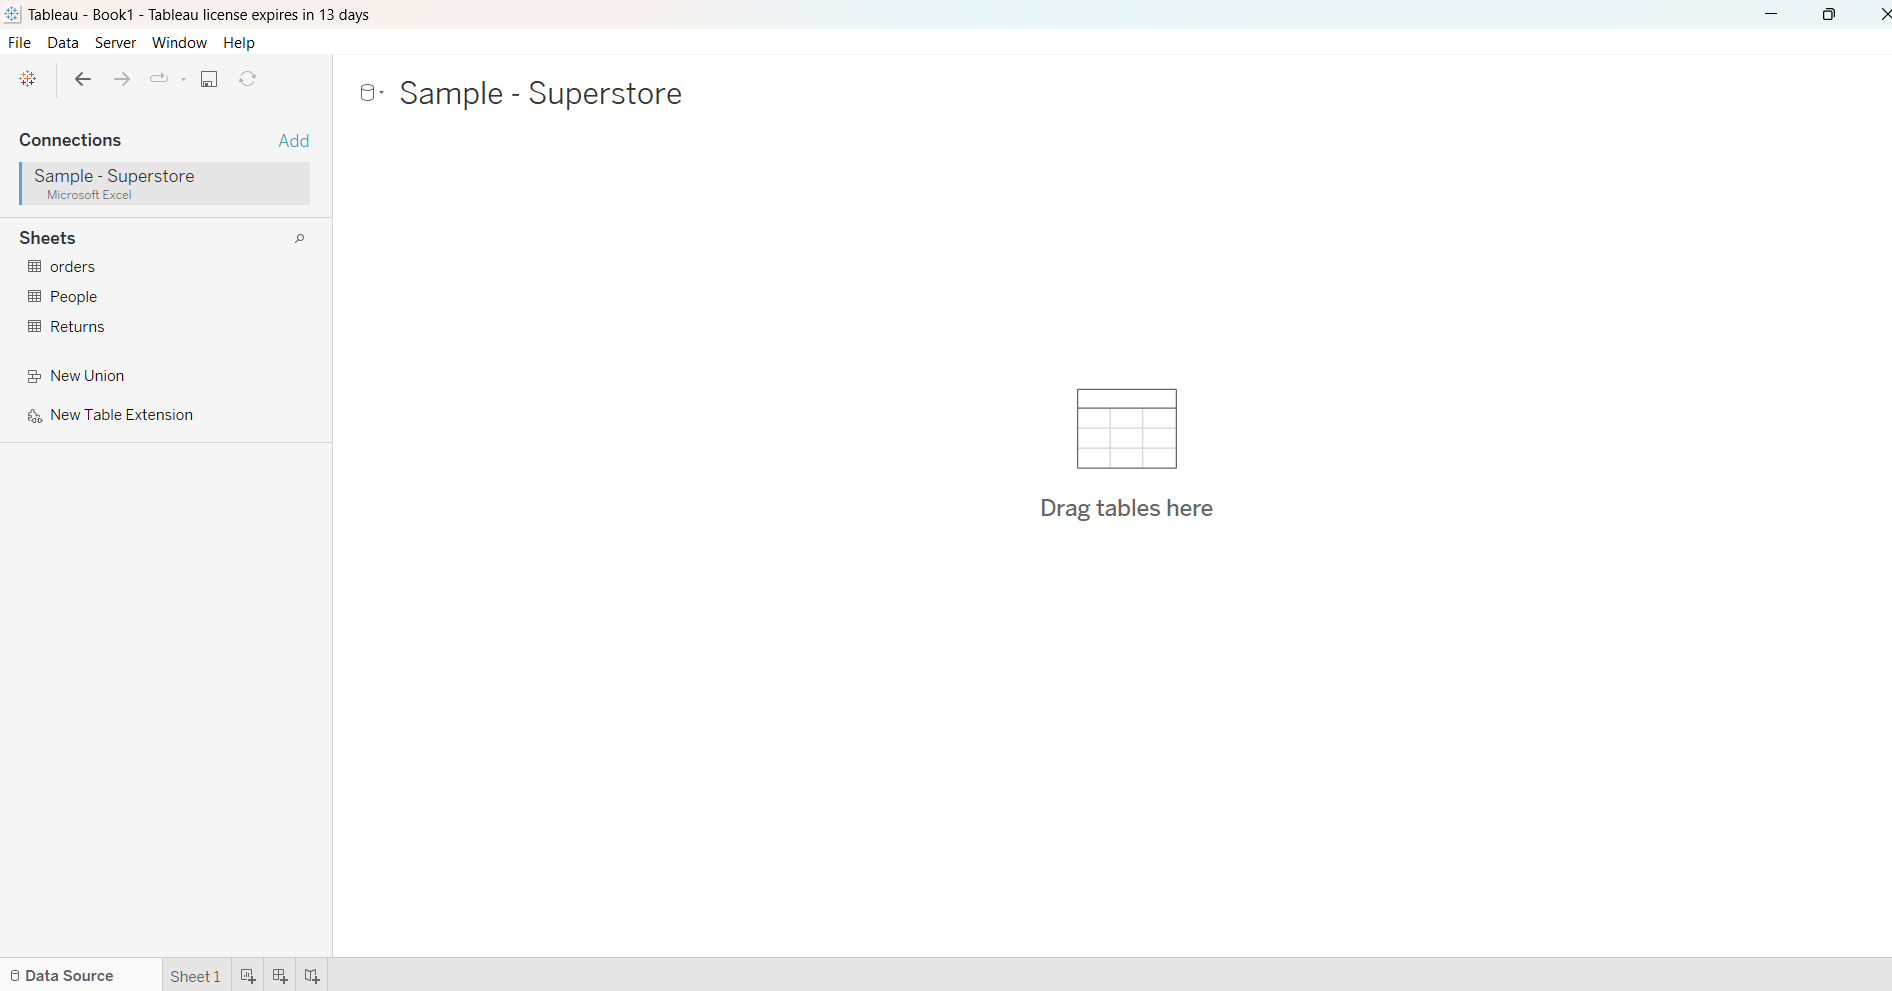 Tableau - Book1 - Tableau license expires in 13 days
File Data Server Window Help
Sample - Superstore
Connections Add
Sample - Superstore
Microsoft Excel
Sheets
orders
People
Returns
New Union
New Table Extension
Drag tables here
Data Source Sheet 1